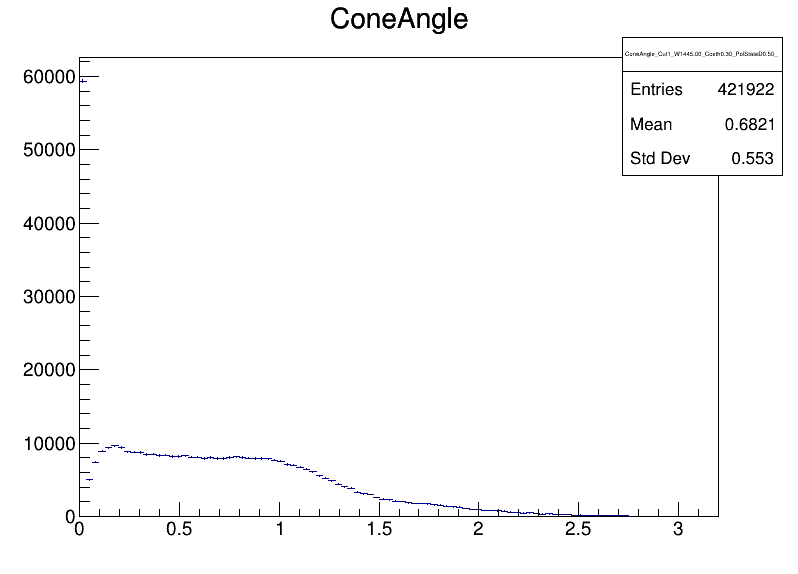 ConeAngle
ConeAngle_Cut1_W1445.00_Costh0.30_PolStateD0.50_
Entries 421922
Mean 0.6821
Std Dev 0.553
60000
50000
40000
30000
20000
10000
0
0 0.5 1 1.5 2 2.5 3